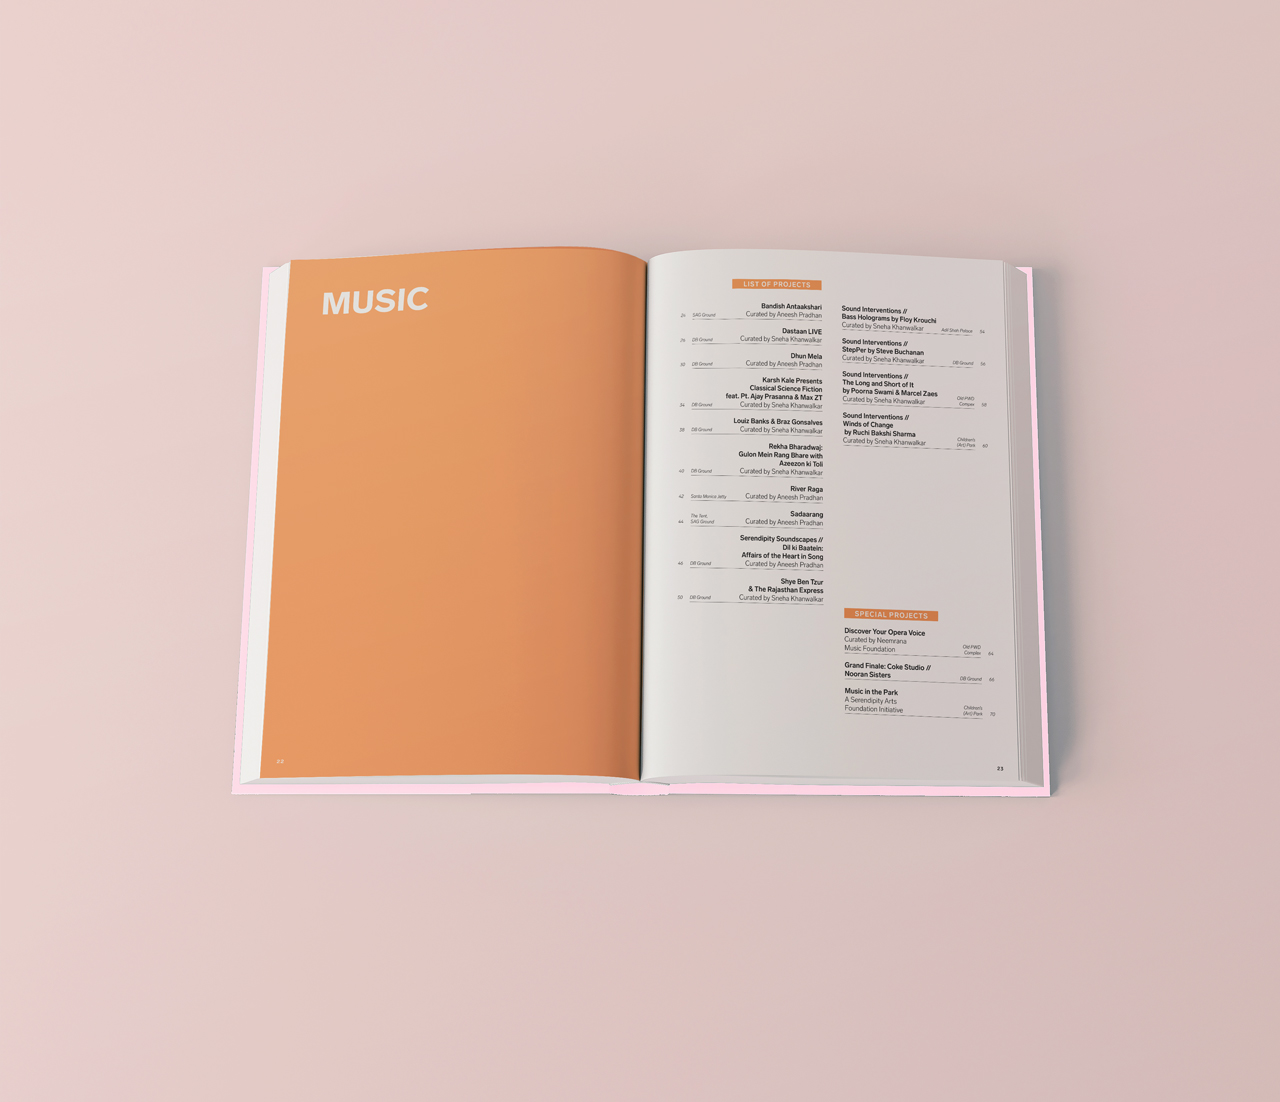 MUSIC
22
LIST OF PROJECTS
Bandish Antaakshari
SAG Ground
Curated by Aneesh Pradhan
Dastaan LIVE
DB Ground
Curated by Sneha Khanwalkar
Dhun Mela
DB Ground
Curated by Aneesh Pradhan
Karsh Kale Presents
Classical Science Fiction
feat. Pt. Ajay Prasanna & Max ZT
34 DB Ground
Curated by Sneha Khanwalkar
Louiz Banks & Braz Gonsalves
DB Ground
Curated by Aneesh Pradhan
Rekha Bharadwaj:
Gulon Mein Rang Bhare with
Azeezon ki Toli
40 DB Ground
Curated by Sneha Khanwalkar
River Raga
42 Santa Monica Jetty
Curated by Aneesh Pradhan
Sadaarang
The Tent,
44 SAG Ground
Curated by Aneesh Pradhan
Serendipity Soundscapes //
Dil ki Baatein:
Affairs of the Heart in Song
46 DB Ground
Curated by Aneesh Pradhan
Shye Ben Tzur
& The Rajasthan Express
50 DB Ground
Curated by Sneha Khanwalkar
Sound Interventions //
Bass Holograms by Floy Krouchi
Curated by Sneha Khanwalkar
Adil Shah Palace 54
Sound Interventions //
StepPer by Steve Buchanan
Curated by Sneha Khanwalkar
DB Ground 56
Sound Interventions //
The Long and Short of It
by Poorna Swami & Marcel Zaes
Old PWD
Curated by Sneha Khanwalkar
58
Sound Interventions //
Winds of Change
by Ruchi Bakshi Sharma
Children's
Curated by Sneha Khanwalkar
(Art) Park 60
SPECIAL PROJECTS
Discover Your Opera Voice
Curated by Neemrana
Old PWD
Music Foundation
Complex 64
Grand Finale: Coke Studio //
Nooran Sisters
DB Ground 66
Music in the Park
A Serendipity Arts
Children's
Foundation Initiative
(Art) Park 70
23